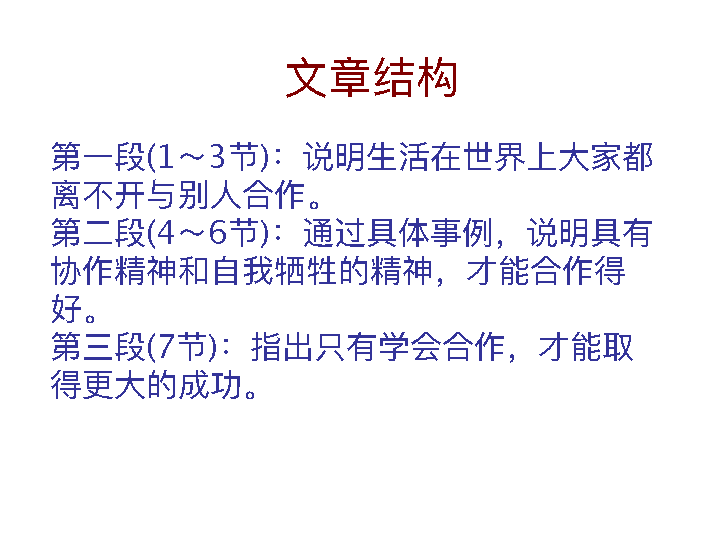 文章结构
第一段(1～3节)：说明生活在世界上大家都
离不开与别人合作。
第二段(4～6节)：通过具体事例，说明具有
协作精神和自我牺牲的精神，才能合作得
好。
第三段(7节)：指出只有学会合作，才能取
得更大的成功。